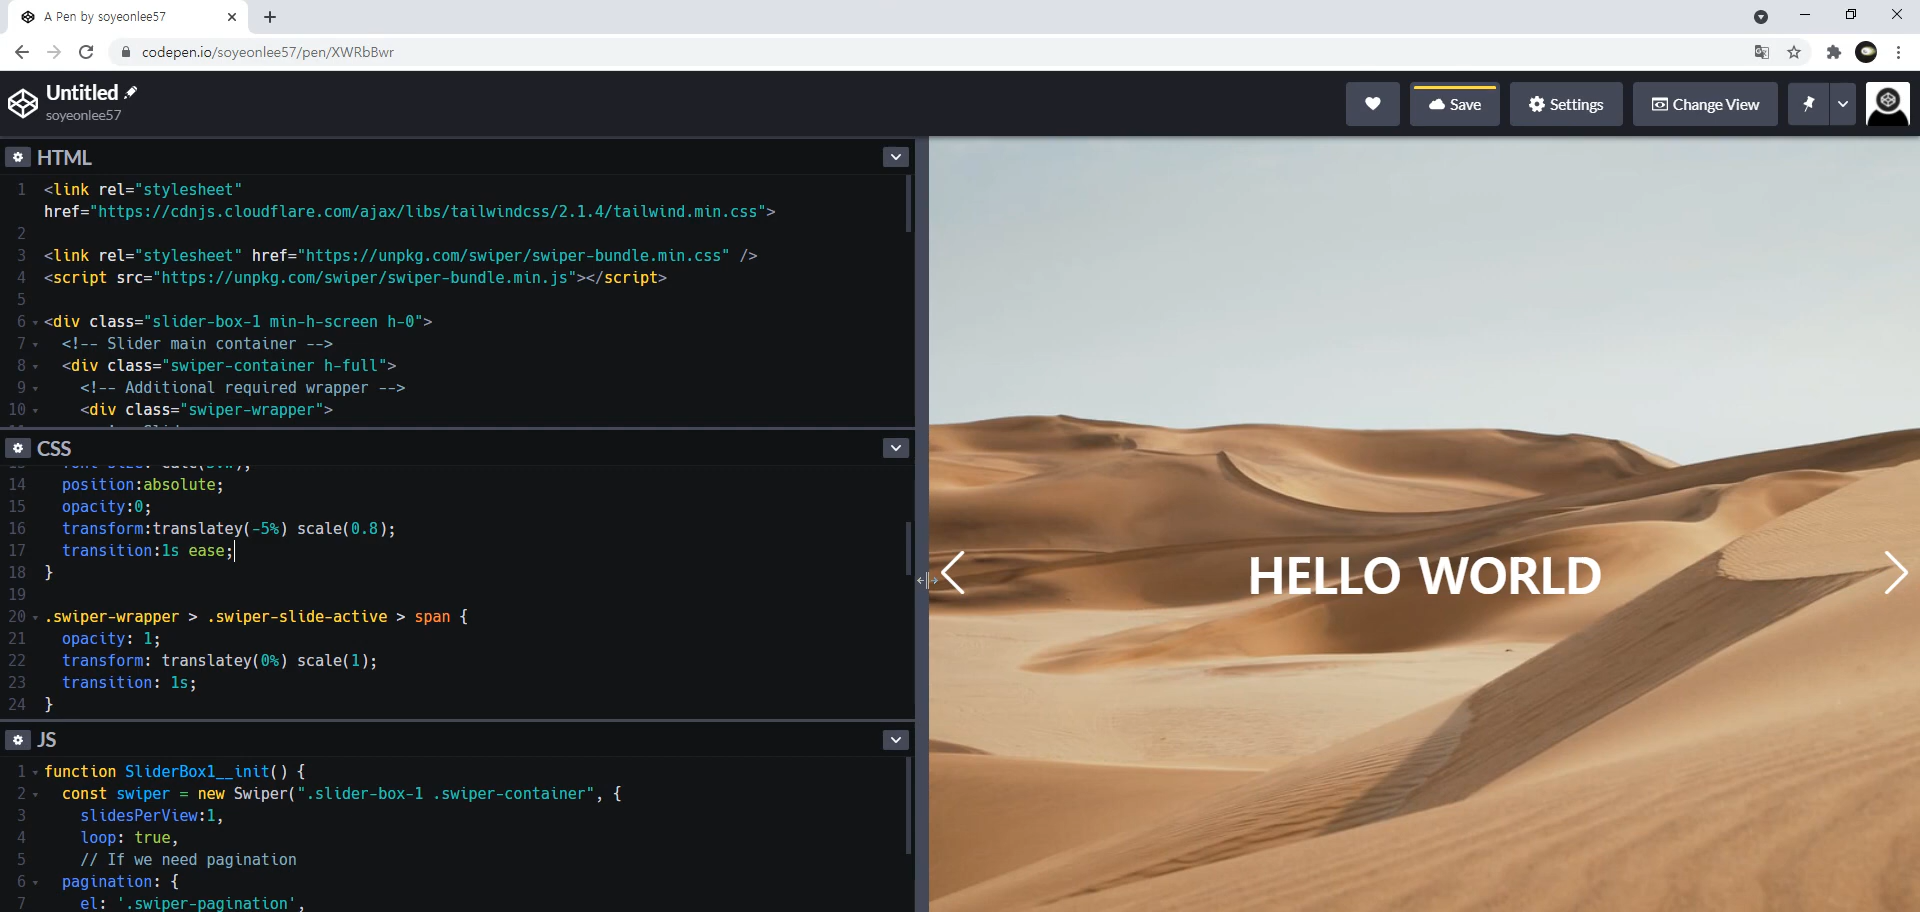 A Pen by soyeonlee57
codepen.io/soyeonlee57/pen/XWRbBwr
Untitled
soyeonlee57
Save
Settings
Change View
HTML
1 <link rel="stylesheet"
href="https://cdnjs.cloudflare.com/ajax/libs/tailwindcss/2.1.4/tailwind.min.css">
2
3 <link rel="stylesheet" href="https://unpkg.com/swiper/swiper-bundle.min.css" />
4 <script src="https://unpkg.com/swiper/swiper-bundle.min.js"></script>
5
6 <div class="slider-box-1 min-h-screen h-0">
7 <!-- Slider main container -->
8 <div class="swiper-container h-full">
9 <!-- Additional required wrapper -->
10 <div class="swiper-wrapper">
CSS
14 position:absolute;
15 opacity:0;
16 transform:translatey(-5%) scale(0.8);
17 transition:1s ease;
18 }
19
20 .swiper-wrapper > .swiper-slide-active > span {
21 opacity: 1;
22 transform: translatey(0%) scale(1);
23 transition: 1s;
24 }
JS
1 function SliderBox1__init() {
2 const swiper = new Swiper(".slider-box-1 .swiper-container", {
3 slidesPerView:1,
4 loop: true,
5 // If we need pagination
6 pagination: {
7 el: '.swiper-pagination',
HELLO WORLD